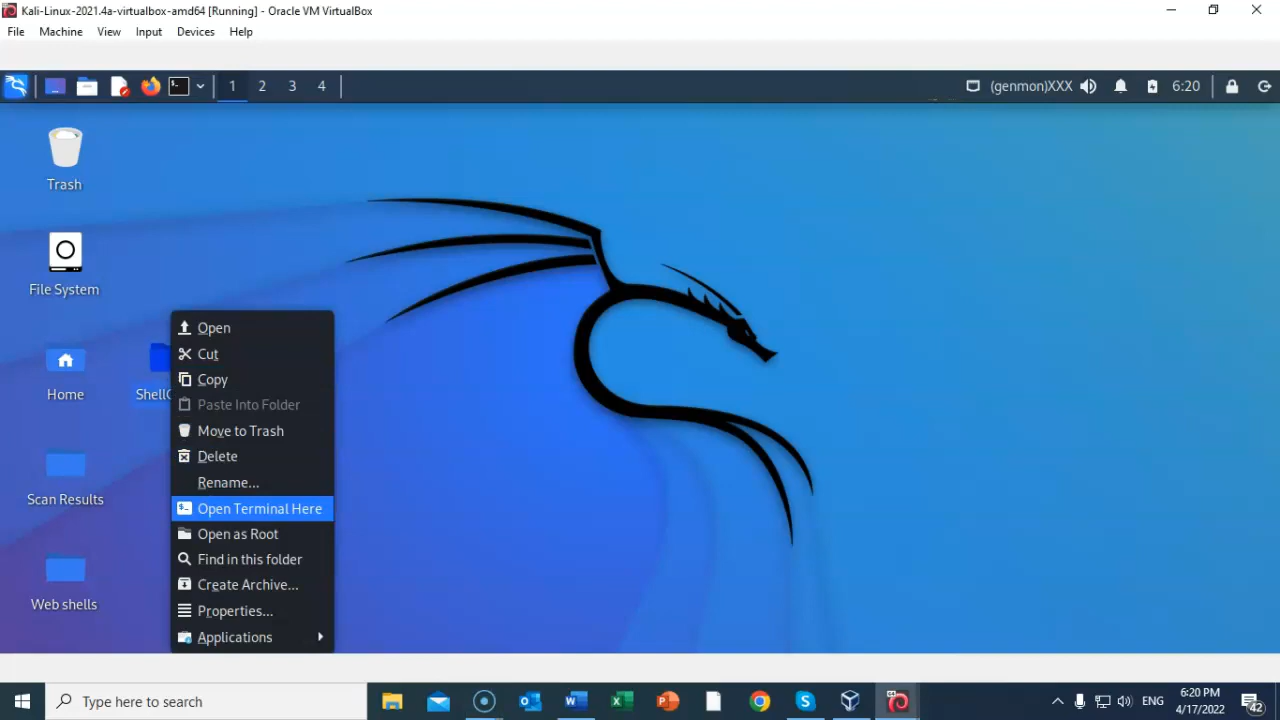 Kali-Linux-2021.4a-virtualbox-amd64 [Running] - Oracle VM VirtualBox
File Machine View Input Devices Help
1 2 3 4 (genmon)XXX 6:20
Trash
File System
Home
Scan Results
Web shells
Open
Cut
Copy
Paste Into Folder
Move to Trash
Delete
Rename...
Open Terminal Here
Open as Root
Find in this folder
Create Archive...
Properties...
Applications
Type here to search
ENG
6:20 PM
4/17/2022
42